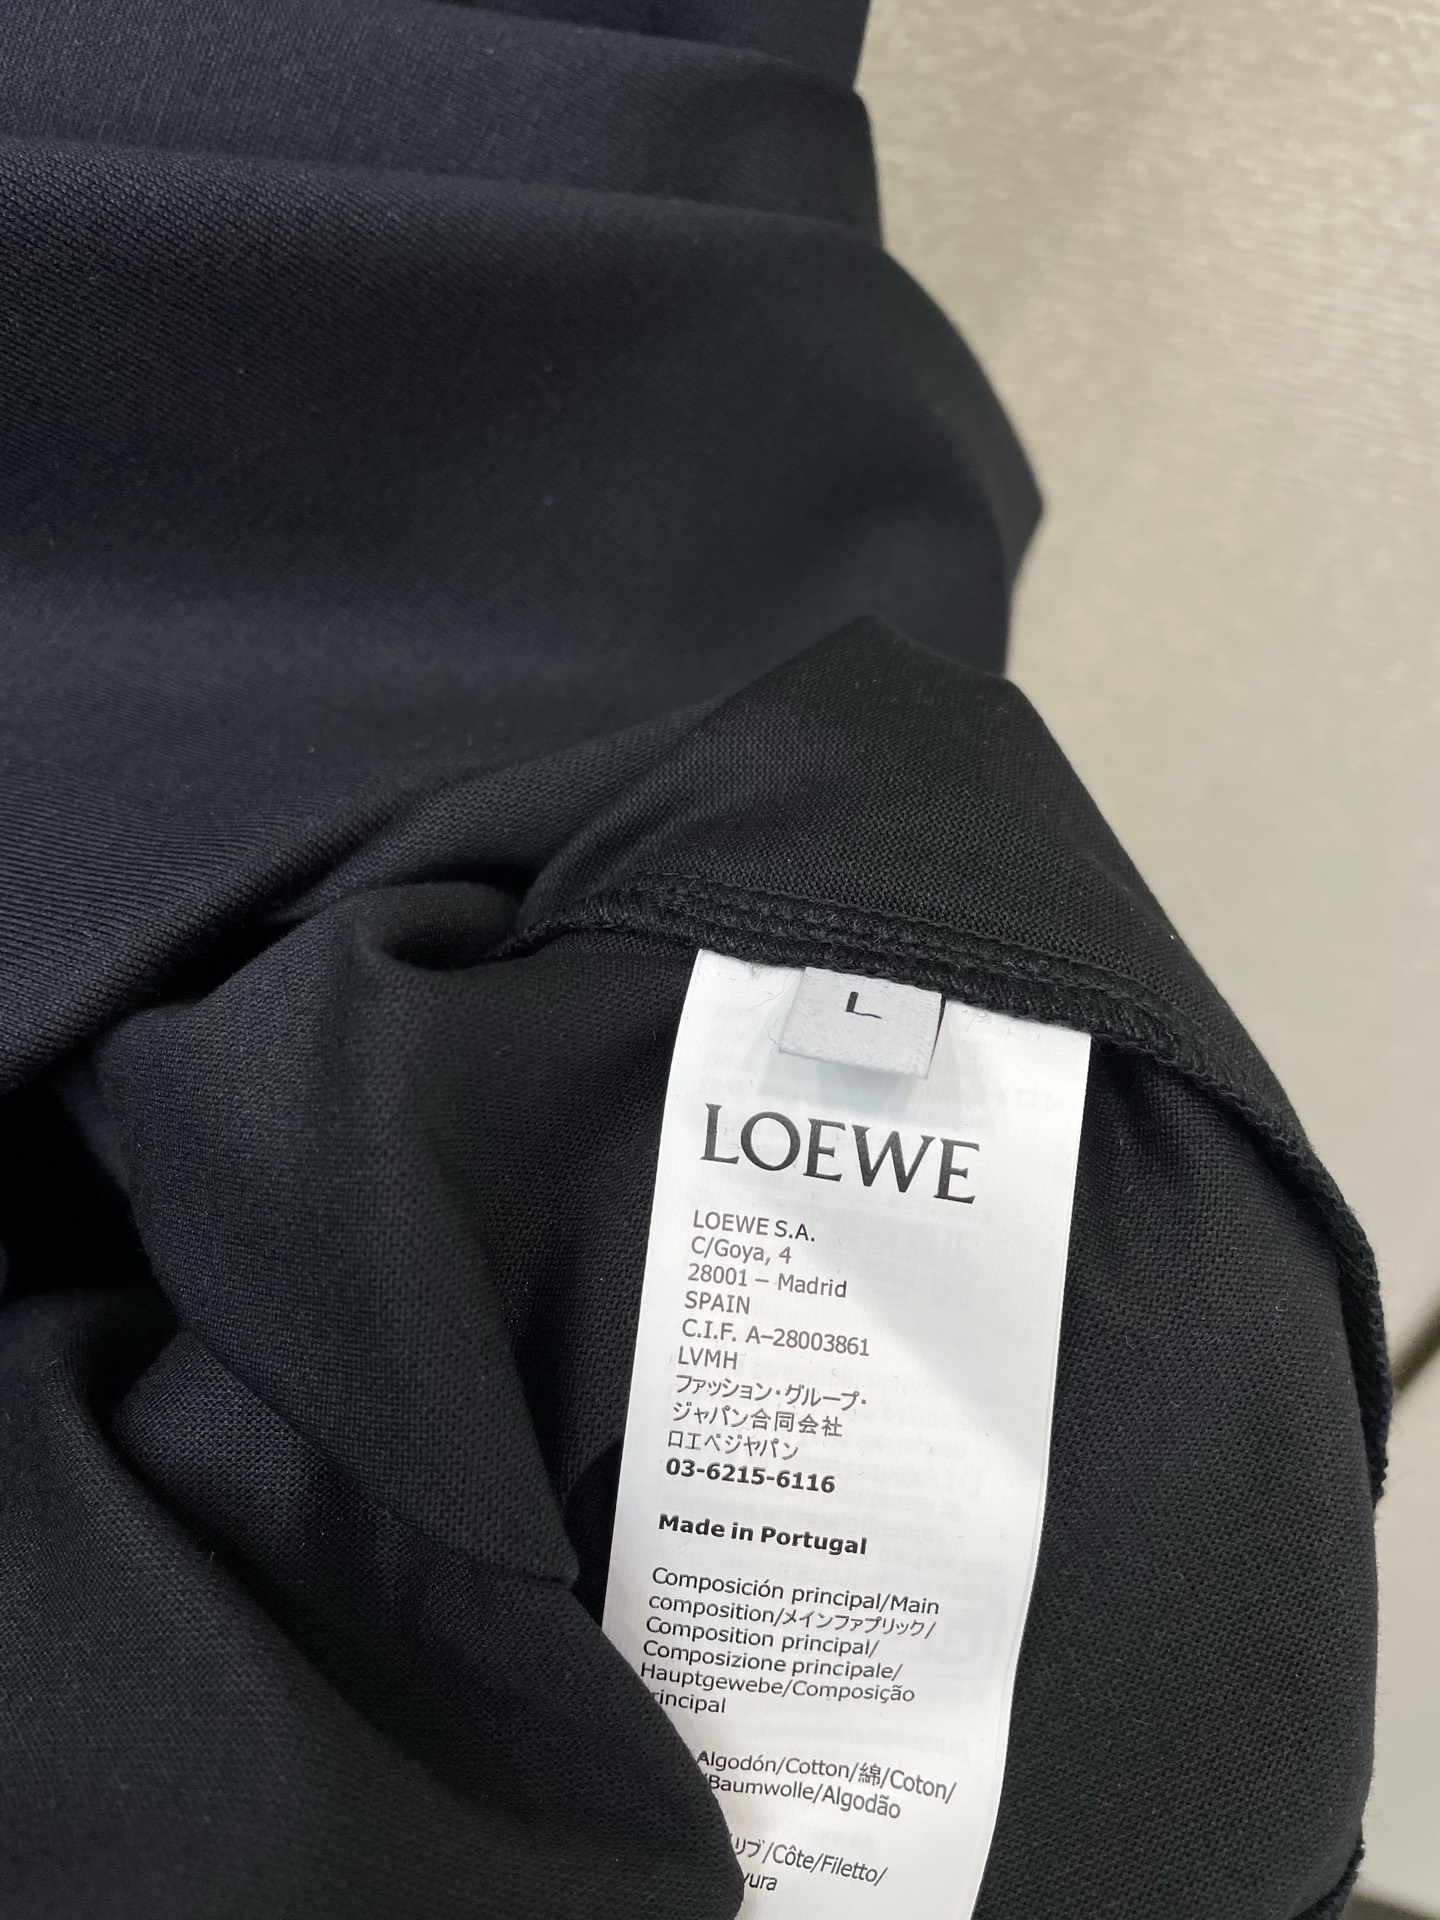 L
LOEWE
LOEWE S.A.
C/Goya, 4
28001 – Madrid
SPAIN
C.I.F. A–28003861
LVMH
ファッション・グループ・
ジャパン合同会社
ロエベジャパン
03-6215-6116
Made in Portugal
Composición principal/Main
composition/メインファブリック/
Composition principal/
Composizione principale/
Hauptgewebe/Composição
rincipal
Algodón/Cotton/綿/Coton/
/Baumwolle/Algodão
リブ/Côte/Filetto/